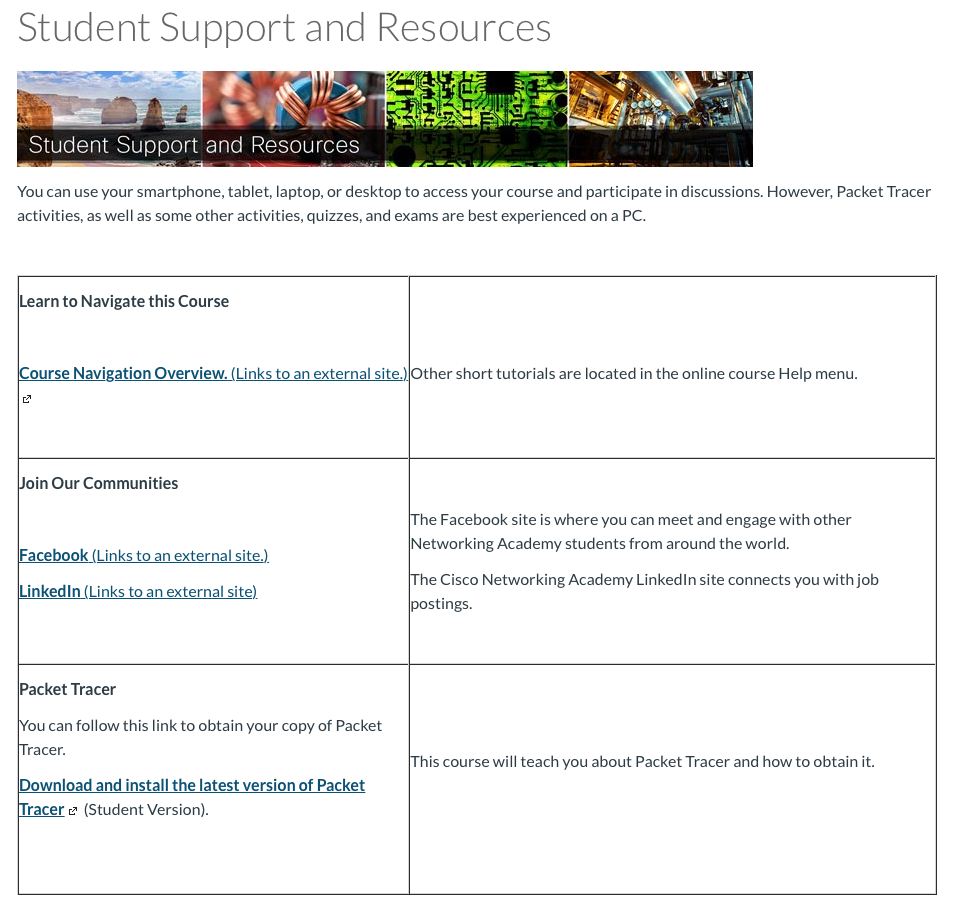 Student Support and Resources
Student Support and Resources
You can use your smartphone, tablet, laptop, or desktop to access your course and participate in discussions. However, Packet Tracer
activities, as well as some other activities, quizzes, and exams are best experienced on a PC.
Learn to Navigate this Course
Course Navigation Overview. (Links to an external site.)
Other short tutorials are located in the online course Help menu.
Join Our Communities
Facebook (Links to an external site.)
LinkedIn (Links to an external site)
The Facebook site is where you can meet and engage with other
Networking Academy students from around the world.
The Cisco Networking Academy LinkedIn site connects you with job
postings.
Packet Tracer
You can follow this link to obtain your copy of Packet
Tracer.
Download and install the latest version of Packet
Tracer (Student Version).
This course will teach you about Packet Tracer and how to obtain it.